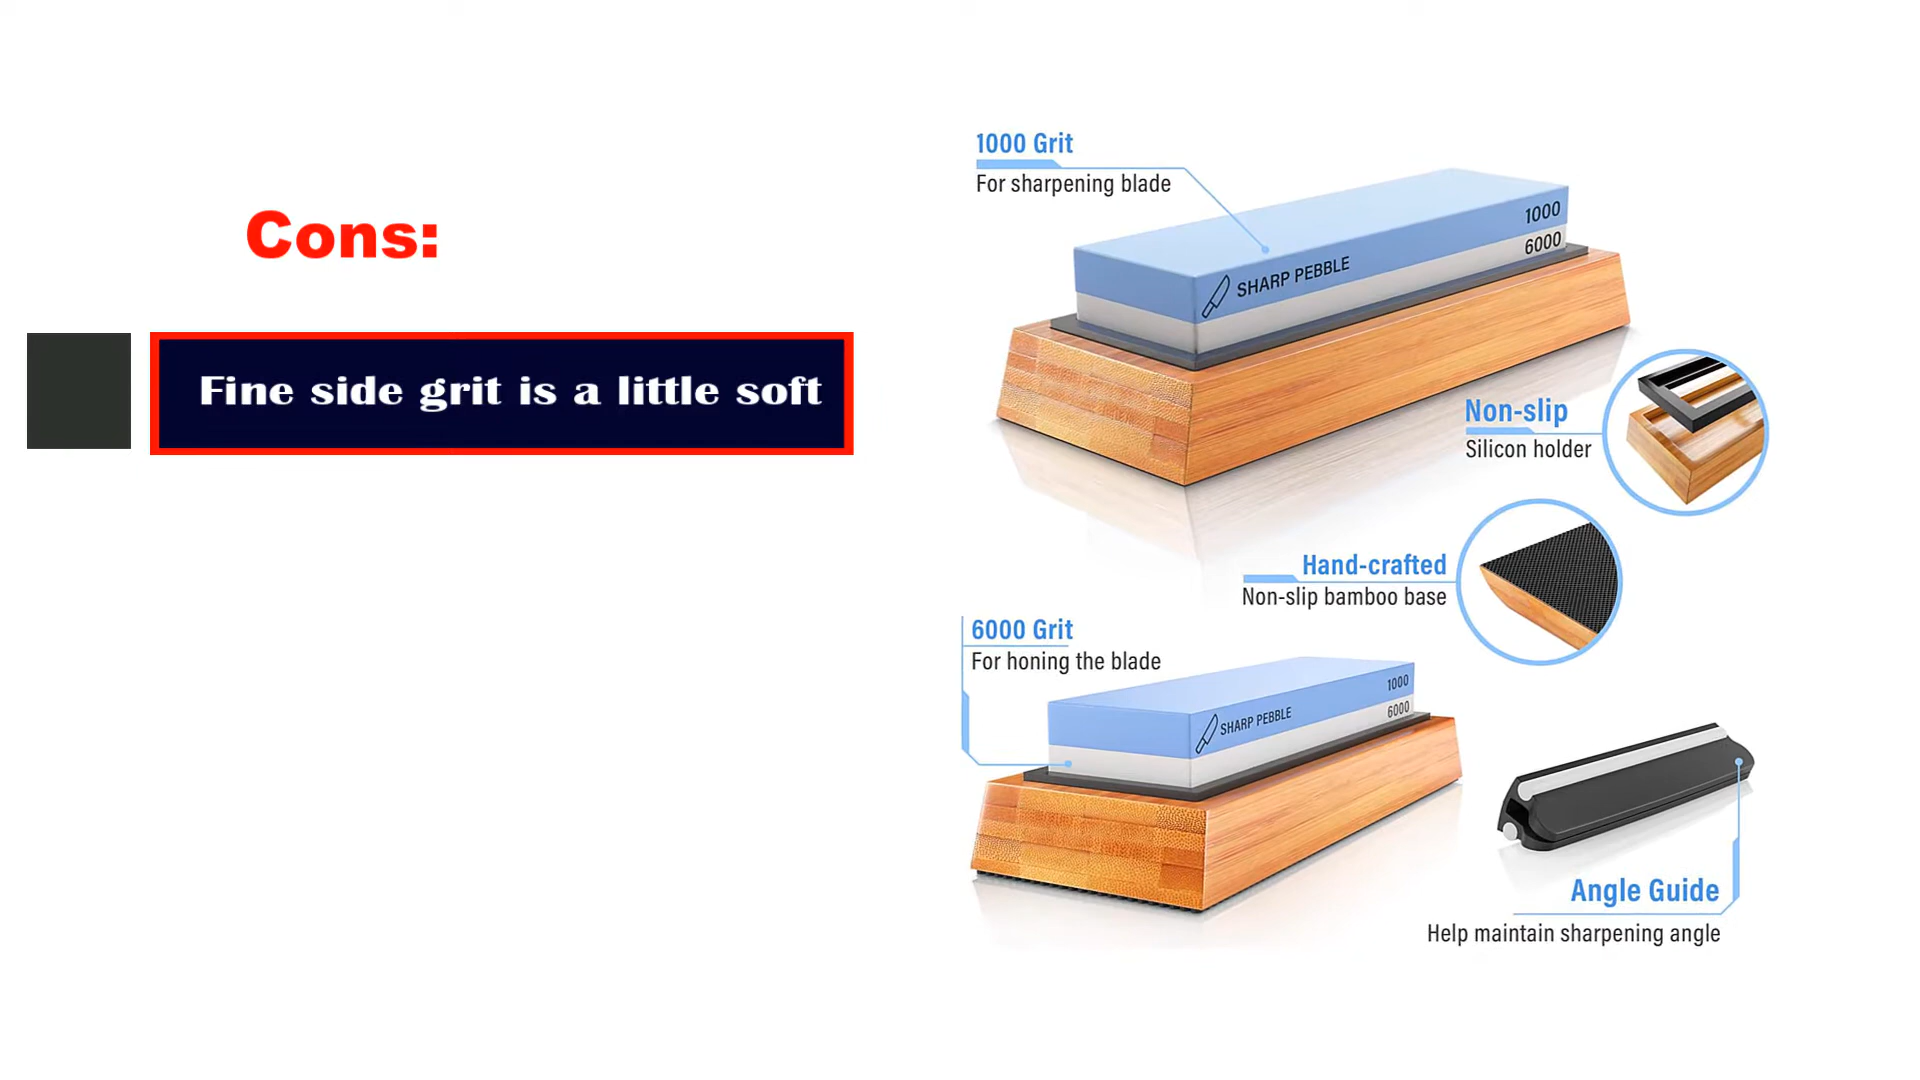 Cons:
Fine side grit is a little soft
1000 Grit
For sharpening blade
1000
6000
SHARP PEBBLE
Non-slip
Silicon holder
Hand-crafted
Non-slip bamboo base
6000 Grit
For honing the blade
1000
6000
SHARP PEBBLE
Angle Guide
Help maintain sharpening angle